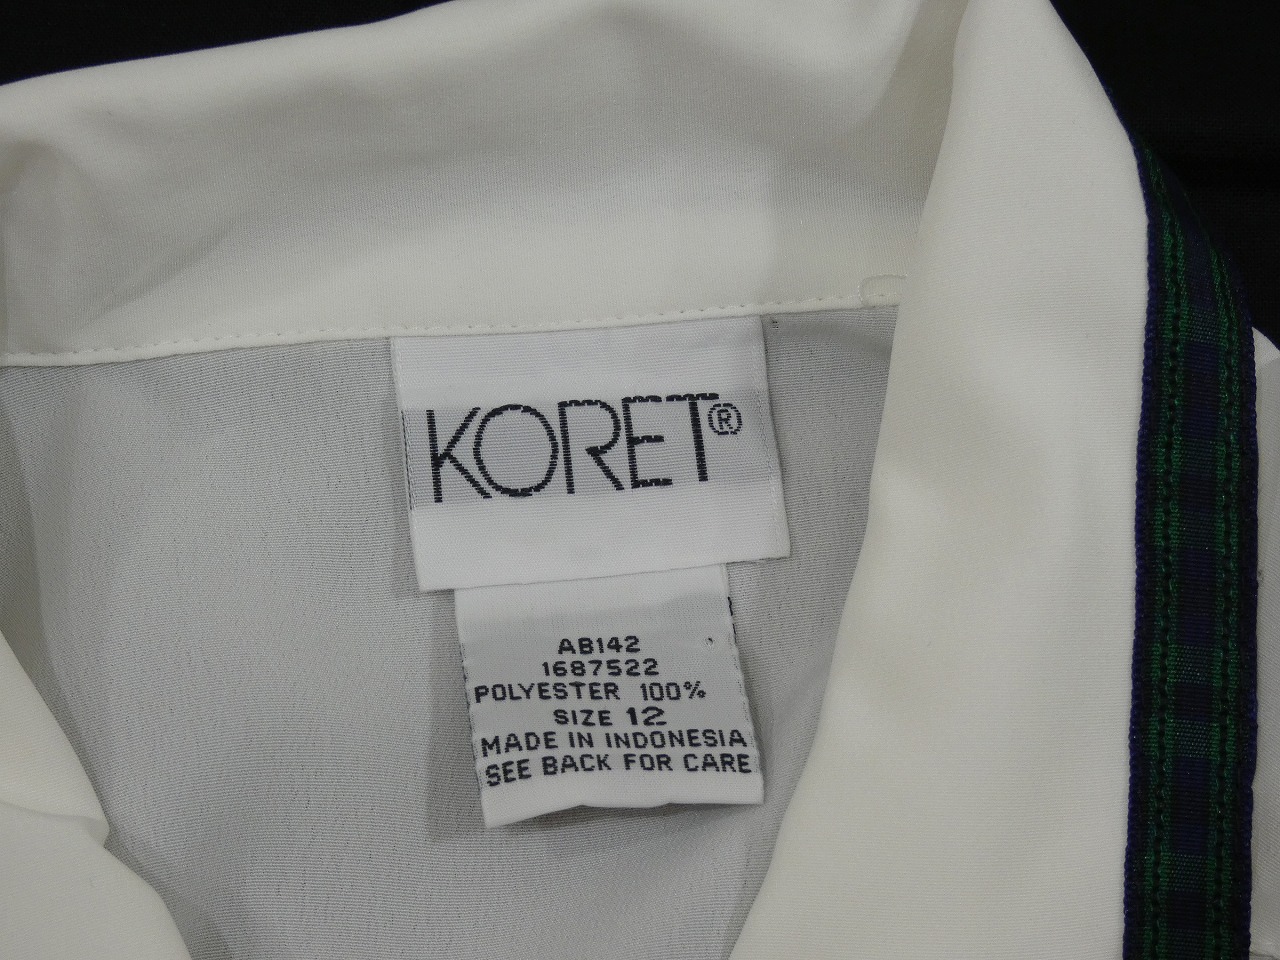 KORET®
AB142
1687522
POLYESTER 100%
SIZE 12
MADE IN INDONESIA
SEE BACK FOR CARE